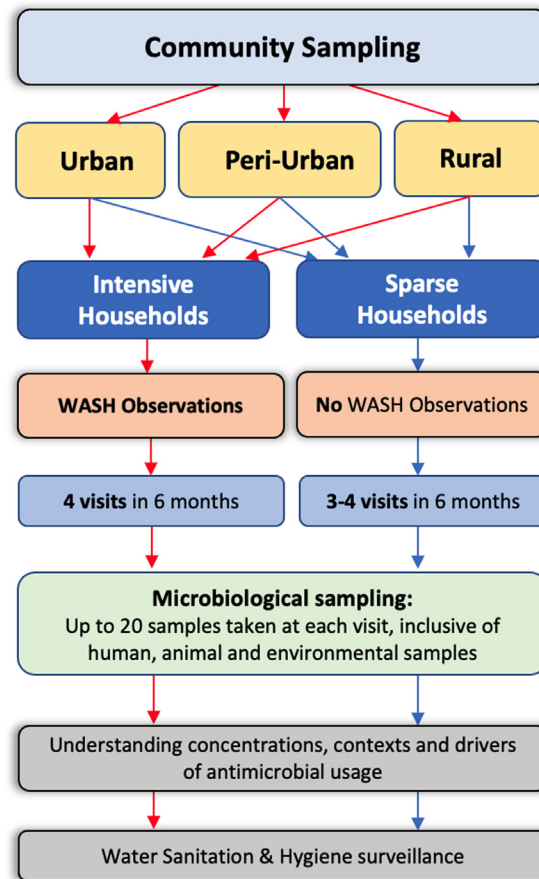 Community Sampling
Urban
Peri-Urban
Rural
Intensive
Households
Sparse
Households
WASH Observations
No WASH Observations
4 visits in 6 months
3-4 visits in 6 months
Microbiological sampling:
Up to 20 samples taken at each visit, inclusive of
human, animal and environmental samples
Understanding concentrations, contexts and drivers
of antimicrobial usage
Water Sanitation & Hygiene surveillance